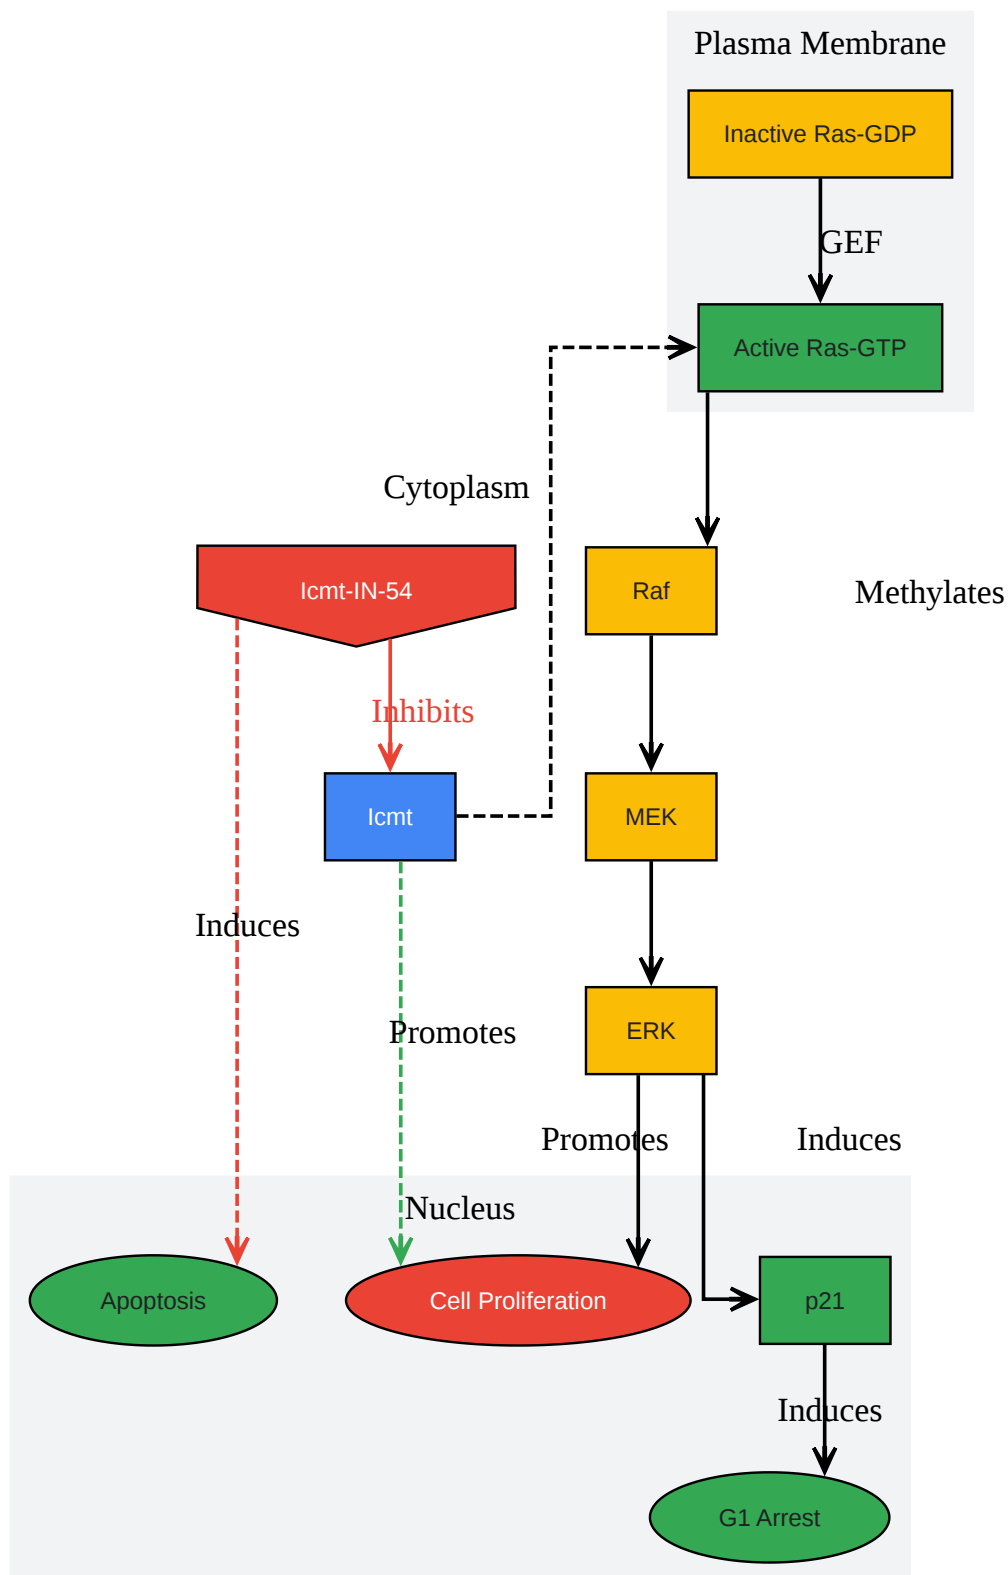 Plasma Membrane
Inactive Ras-GDP
GEF
Active Ras-GTP
Cytoplasm
Icmt-IN-54
Raf
Methylates
Inhibits
Icmt
MEK
Induces
Promotes
ERK
Promotes
Induces
Nucleus
Apoptosis
Cell Proliferation
p21
Induces
G1 Arrest